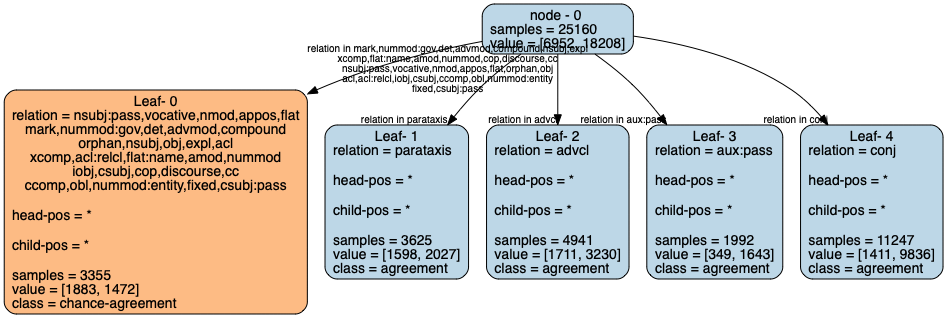 node - 0
samples = 25160
value = [6952, 18208]
relation in mark,nummod:gov,det,advmod,compound,nsubj,expl
xcomp,flat:name,amod,nummod,cop,discourse,cc
nsubj:pass,vocative,nmod,appos,flat,orphan,obj
acl,acl:relcl,iobj,csubj,ccomp,obl,nummod:entity
fixed,csubj:pass
relation in parataxis
relation in advcl
relation in aux:pass
relation in conj
Leaf- 0
relation = nsubj:pass,vocative,nmod,appos,flat
mark,nummod:gov,det,advmod,compound
orphan,nsubj,obj,expl,acl
xcomp,acl:relcl,flat:name,amod,nummod
iobj,csubj,cop,discourse,cc
ccomp,obl,nummod:entity,fixed,csubj:pass
head-pos = *
child-pos = *
samples = 3355
value = [1883, 1472]
class = chance-agreement
Leaf- 1
relation = parataxis
head-pos = *
child-pos = *
samples = 3625
value = [1598, 2027]
class = agreement
Leaf- 2
relation = advcl
head-pos = *
child-pos = *
samples = 4941
value = [1711, 3230]
class = agreement
Leaf- 3
relation = aux:pass
head-pos = *
child-pos = *
samples = 1992
value = [349, 1643]
class = agreement
Leaf- 4
relation = conj
head-pos = *
child-pos = *
samples = 11247
value = [1411, 9836]
class = agreement